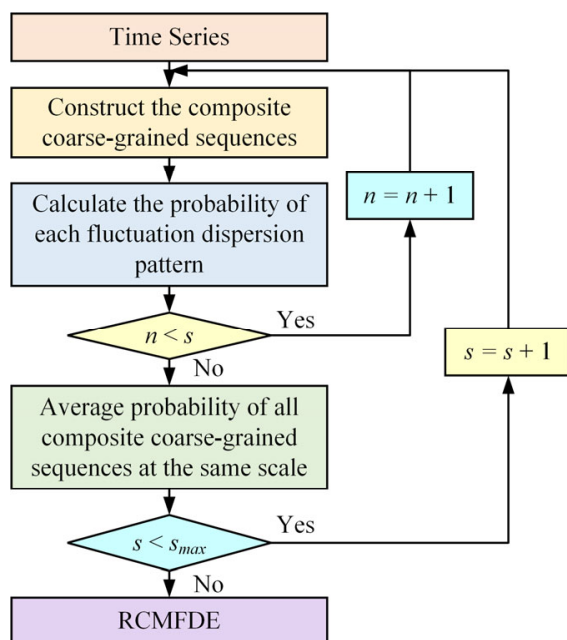 Time Series
Construct the composite
coarse-grained sequences
Calculate the probability of
each fluctuation dispersion
pattern
n = n + 1
n < s
Yes
No
s = s + 1
Average probability of all
composite coarse-grained
sequences at the same scale
s < smax
Yes
No
RCMFDE